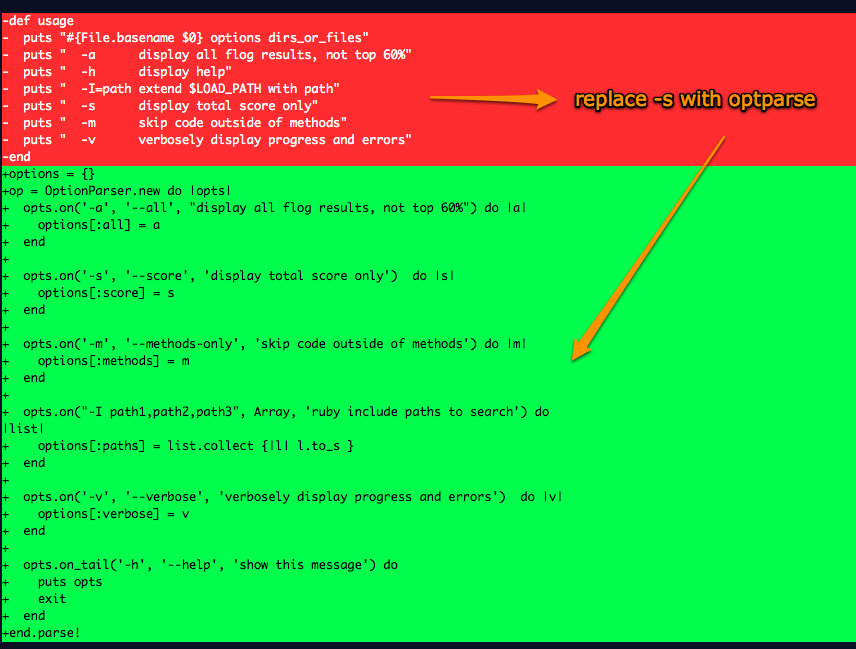 -def usage
-  puts "#{File.basename $0} options dirs_or_files"
-  puts "  -a      display all flog results, not top 60%"
-  puts "  -h      display help"
-  puts "  -I=path extend $LOAD_PATH with path"
-  puts "  -s      display total score only"
-  puts "  -m      skip code outside of methods"
-  puts "  -v      verbosely display progress and errors"
-end
replace -s with optparse
+options = {}
+op = OptionParser.new do |opts|
+  opts.on('-a', '--all', "display all flog results, not top 60%") do |a|
+    options[:all] = a
+  end
+
+  opts.on('-s', '--score', 'display total score only')  do |s|
+    options[:score] = s
+  end
+
+  opts.on('-m', '--methods-only', 'skip code outside of methods') do |m|
+    options[:methods] = m
+  end
+
+  opts.on("-I path1,path2,path3", Array, 'ruby include paths to search') do
|list|
+    options[:paths] = list.collect {|l| l.to_s }
+  end
+
+  opts.on('-v', '--verbose', 'verbosely display progress and errors')  do |v|
+    options[:verbose] = v
+  end
+
+  opts.on_tail('-h', '--help', 'show this message') do
+    puts opts
+    exit
+  end
+end.parse!